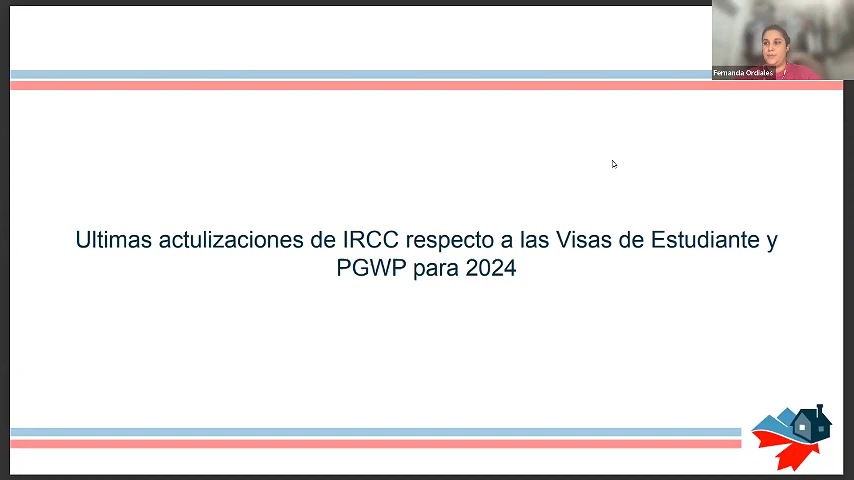 Fernanda Ordiales
Ultimas actulizaciones de IRCC respecto a las Visas de Estudiante y
PGWP para 2024